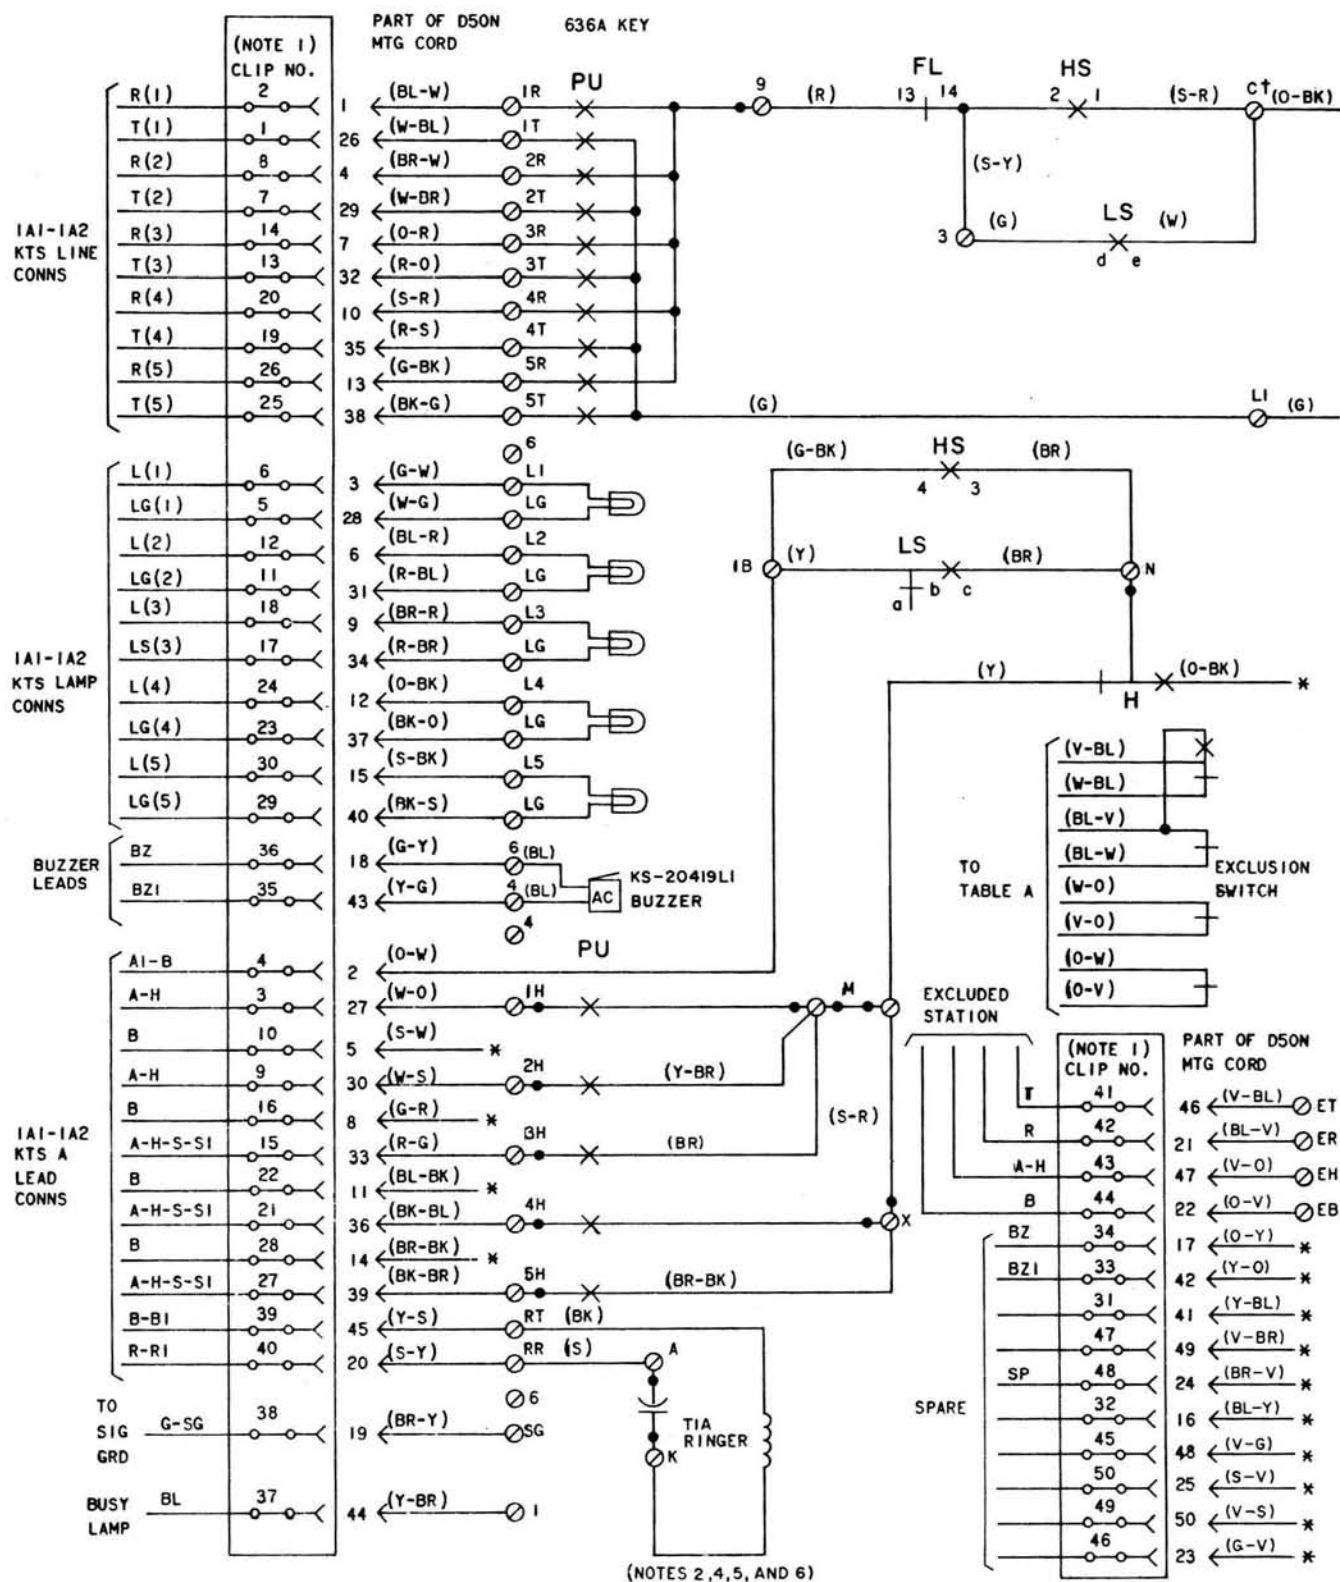 PART OF D50N 636A KEY
(NOTE 1) MTG CORD
CLIP NO. PU 9 FL HS
R(1) 2 1 (BL-W) 1R (R) 13 14 2 1 (S-R) C† (O-BK)
T(1) 1 26 (W-BL) 1T
R(2) 8 4 (BR-W) 2R (S-Y)
T(2) 7 29 (W-BR) 2T LS
1A1-1A2
KTS LINE
CONNS
R(3) 14 7 (O-R) 3R 3 (G) (W)
d e
T(3) 13 32 (R-O) 3T
R(4) 20 10 (S-R) 4R
T(4) 19 35 (R-S) 4T
R(5) 26 13 (G-BK) 5R
T(5) 25 38 (BK-G) 5T (G) L1 (G)
6
L(1) 6 3 (G-W) L1 (G-BK) HS (BR)
4 3
LG(1) 5 28 (W-G) LG
L(2) 12 6 (BL-R) L2 1B (Y) LS (BR) N
a b c
LG(2) 11 31 (R-BL) LG
L(3) 18 9 (BR-R) L3
LS(3) 17 34 (R-BR) LG
1A1-1A2
KTS LAMP
CONNS
(Y) H (O-BK) *
L(4) 24 12 (O-BK) L4
LG(4) 23 37 (BK-O) LG
L(5) 30 15 (S-BK) L5
LG(5) 29 40 (BK-S) LG
TO
TABLE A
(V-BL)
(W-BL)
(BL-V)
(BL-W)
(W-O)
(V-O)
(O-W)
(O-V)
EXCLUSION
SWITCH
BUZZER
LEADS
BZ 36 18 (G-Y) 6 (BL)
BZ1 35 43 (Y-G) 4 (BL) AC
KS-20419L1
BUZZER
4
PU
A1-B 4 2 (O-W)
A-H 3 27 (W-O) 1H M
B 10 5 (S-W) *
A-H 9 30 (W-S) 2H (Y-BR)
B 16 8 (G-R) * (S-R)
1A1-1A2
KTS A
LEAD
CONNS
A-H-S-S1 15 33 (R-G) 3H (BR)
B 22 11 (BL-BK) *
A-H-S-S1 21 36 (BK-BL) 4H X
B 28 14 (BR-BK) *
A-H-S-S1 27 39 (BK-BR) 5H (BR-BK)
B-B1 39 45 (Y-S) RT (BK)
R-R1 40 20 (S-Y) RR (S) A
6
TO
SIG
GRD
G-SG 38 19 (BR-Y) SG
T1A
RINGER
K
BUSY
LAMP
BL 37 44 (Y-BR) 1
(NOTES 2,4,5, AND 6)
EXCLUDED
STATION
(NOTE 1)
CLIP NO.
PART OF D50N
MTG CORD
T 41 46 (V-BL) ET
R 42 21 (BL-V) ER
A-H 43 47 (V-O) EH
B 44 22 (O-V) EB
BZ 34 17 (O-Y) *
BZ1 33 42 (Y-O) *
31 41 (Y-BL) *
47 49 (V-BR) *
SP 48 24 (BR-V) *
SPARE
32 16 (BL-Y) *
45 48 (V-G) *
50 25 (S-V) *
49 50 (V-S) *
46 23 (G-V) *